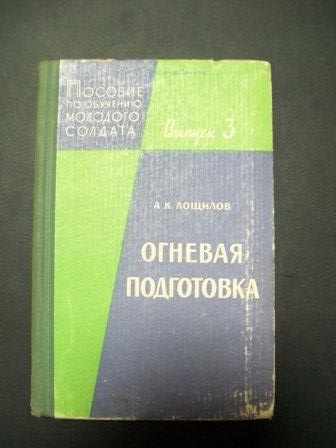 ПОСОБИЕ
ПО ОБУЧЕНИЮ
МОЛОДОГО
СОЛДАТА
Выпуск 3
А. К. ЛОЩИЛОВ
ОГНЕВАЯ
ПОДГОТОВКА